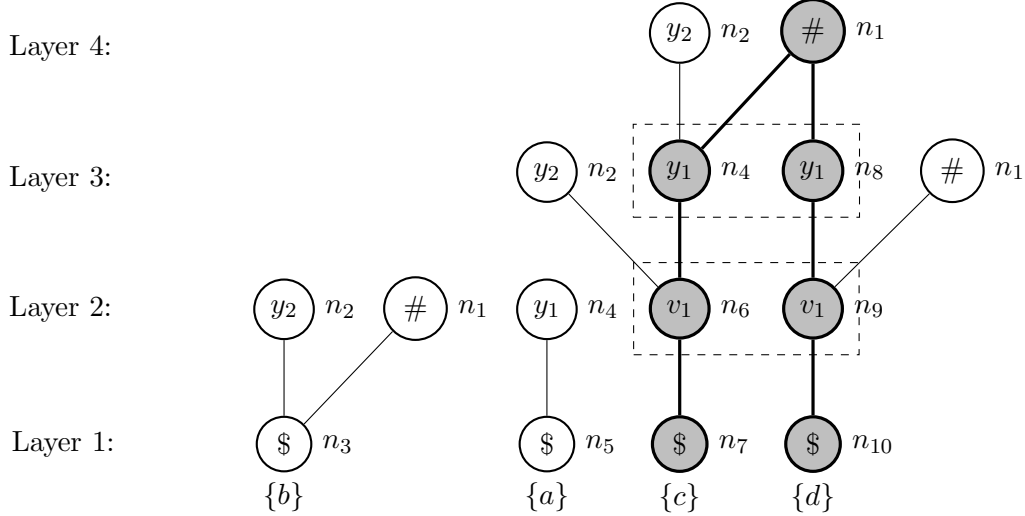 Layer 4: y₂ n₂ # n₁
Layer 3: y₂ n₂ y₁ n₄ y₁ n₈ # n₁
Layer 2: y₂ n₂ # n₁ y₁ n₄ v₁ n₆ v₁ n₉
Layer 1: $ n₃ $ n₅ $ n₇ $ n₁₀
{b} {a} {c} {d}